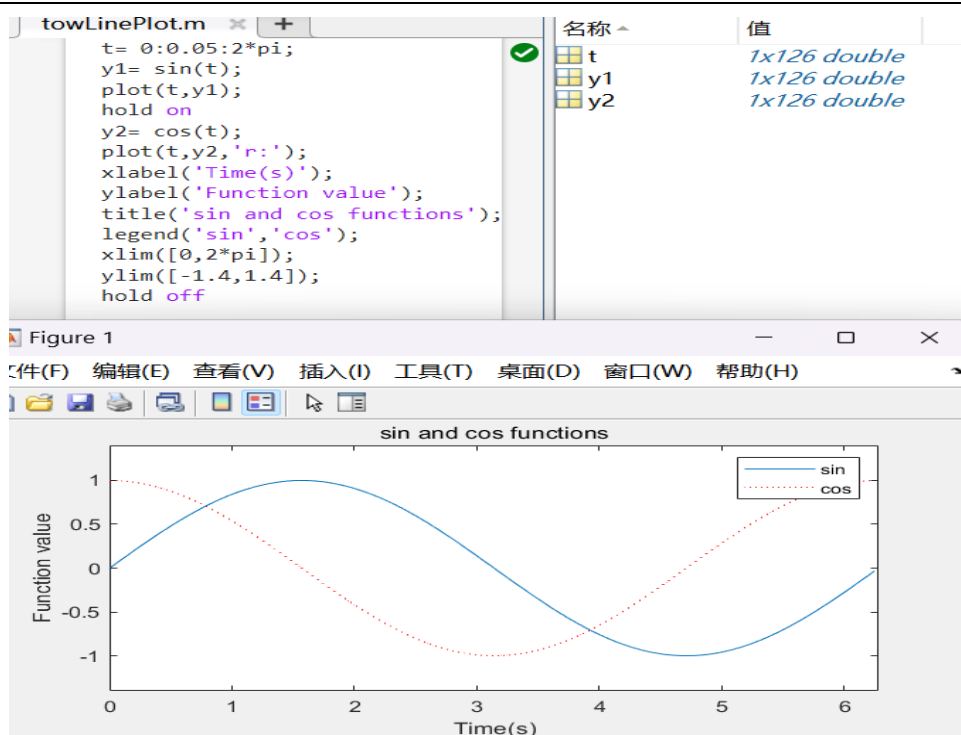 towLinePlot.m × +
t= 0:0.05:2*pi;
y1= sin(t);
plot(t,y1);
hold on
y2= cos(t);
plot(t,y2,'r:');
xlabel('Time(s)');
ylabel('Function value');
title('sin and cos functions');
legend('sin','cos');
xlim([0,2*pi]);
ylim([-1.4,1.4]);
hold off
名称 值
t 1x126 double
y1 1x126 double
y2 1x126 double
Figure 1
文件(F) 编辑(E) 查看(V) 插入(I) 工具(T) 桌面(D) 窗口(W) 帮助(H)
sin and cos functions
sin
cos
Function value
1
0.5
0
-0.5
-1
0 1 2 3 4 5 6
Time(s)